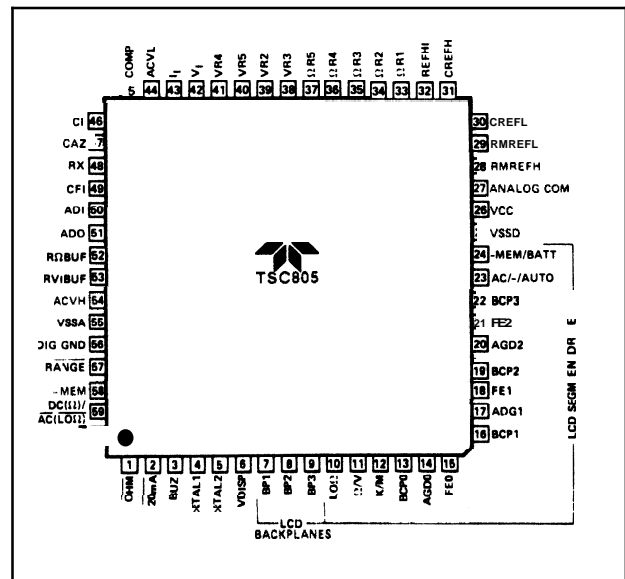 COMP
5
ACVL
44
I_I
43
V_I
42
VR4
41
VR5
40
VR2
39
VR3
38
ΩR5
37
ΩR4
36
ΩR3
35
ΩR2
34
ΩR1
33
REFHI
32
CREFH
31
CI 46
CAZ 7
RX 48
CFI 49
ADI 50
ADO 51
RΩBUF 52
RVIBUF 53
ACVH 54
VSSA 55
DIG GND 56
RANGE 57
-MEM 58
DC(Ω)/
AC(LOΩ) 59
TSC805
30 CREFL
29 RMREFL
28 RMREFH
27 ANALOG COM
26 VCC
VSSD
24 -MEM/BATT
23 AC/-/AUTO
22 BCP3
21 FE2
20 AGD2
19 BCP2
18 FE1
17 ADG1
16 BCP1
LCD SEGM EN DR E
1
OHM
2
20mA
3
BUZ
4
XTAL1
5
XTAL2
6
VDISP
7
BP1
8
BP2
9
BP3
10
LOΩ
11
Ω/V
12
K/M
13
BCP0
14
AGD0
15
FE0
LCD
BACKPLANES